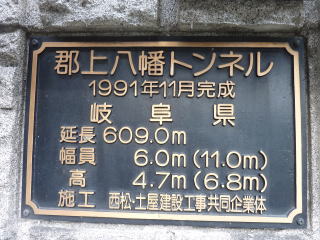 郡上八幡トンネル
1991年11月完成
岐阜県
延長 609.0m
幅員 6.0m (11.0m)
高 4.7m (6.8m)
施工 西松・土屋建設工事共同企業体